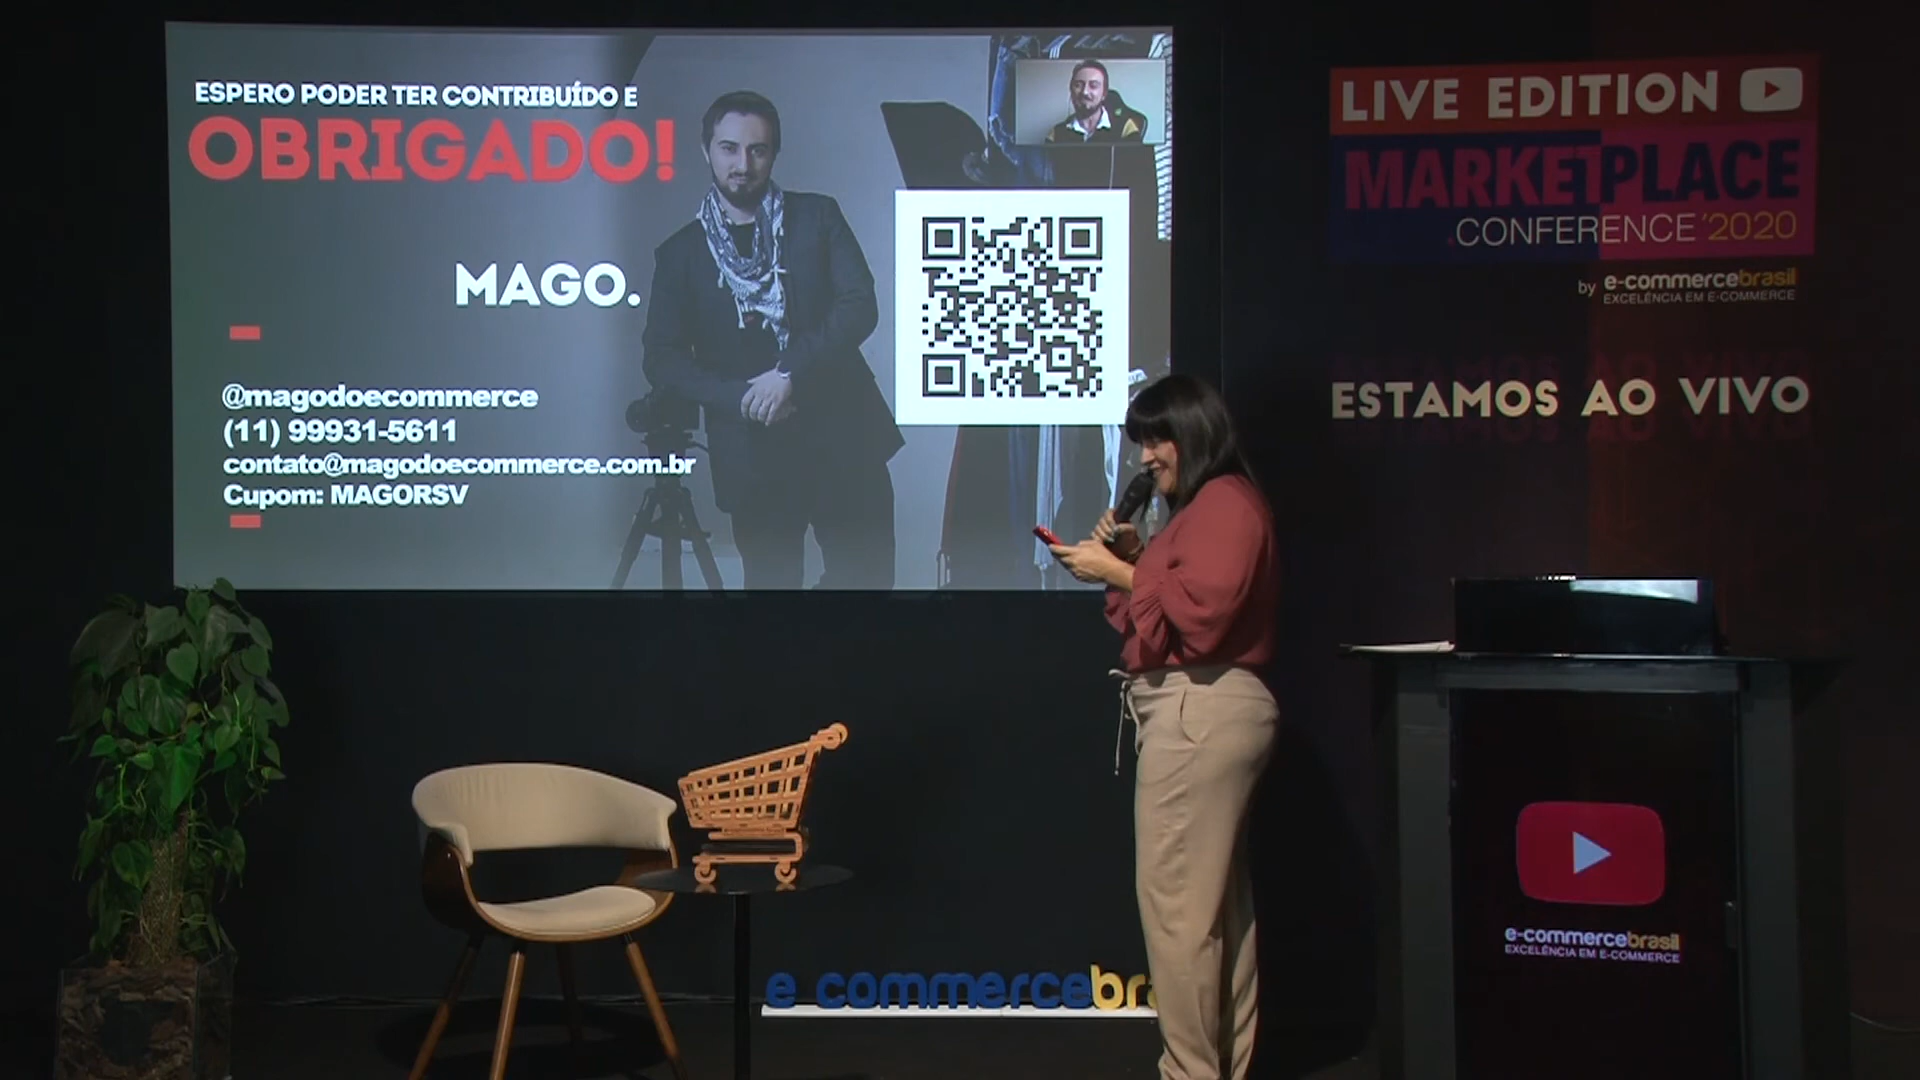 ESPERO PODER TER CONTRIBUÍDO E
OBRIGADO!
MAGO.
@magodoecommerce
(11) 99931-5611
contato@magodoecommerce.com.br
Cupom: MAGORSV
LIVE EDITION
MARKETPLACE
CONFERENCE '2020
by e-commercebrasil
EXCELÊNCIA EM E-COMMERCE
ESTAMOS AO VIVO
e-commercebrasil
EXCELÊNCIA EM E-COMMERCE
e commerce